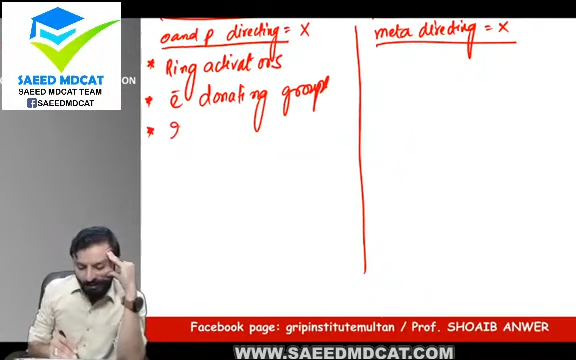 o and p directing = X
meta directing = X
* Ring activators
* ē donating groups
*
SAEED MDCAT
SAEED MDCAT TEAM
SAEEDMDCAT
Facebook page: gripinstitutemultan / Prof. SHOAIB ANWER
WWW.SAEEDMDCAT.COM